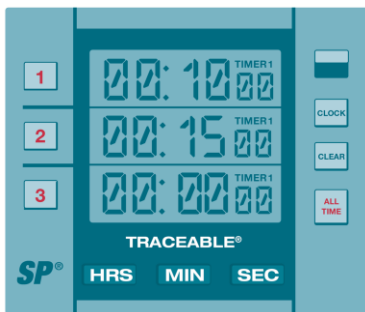 1
TIMER1
00:10 00
CLOCK
2
TIMER1
00:15 00
CLEAR
3
TIMER1
00:00 00
ALL
TIME
TRACEABLE®
SP®
HRS MIN SEC